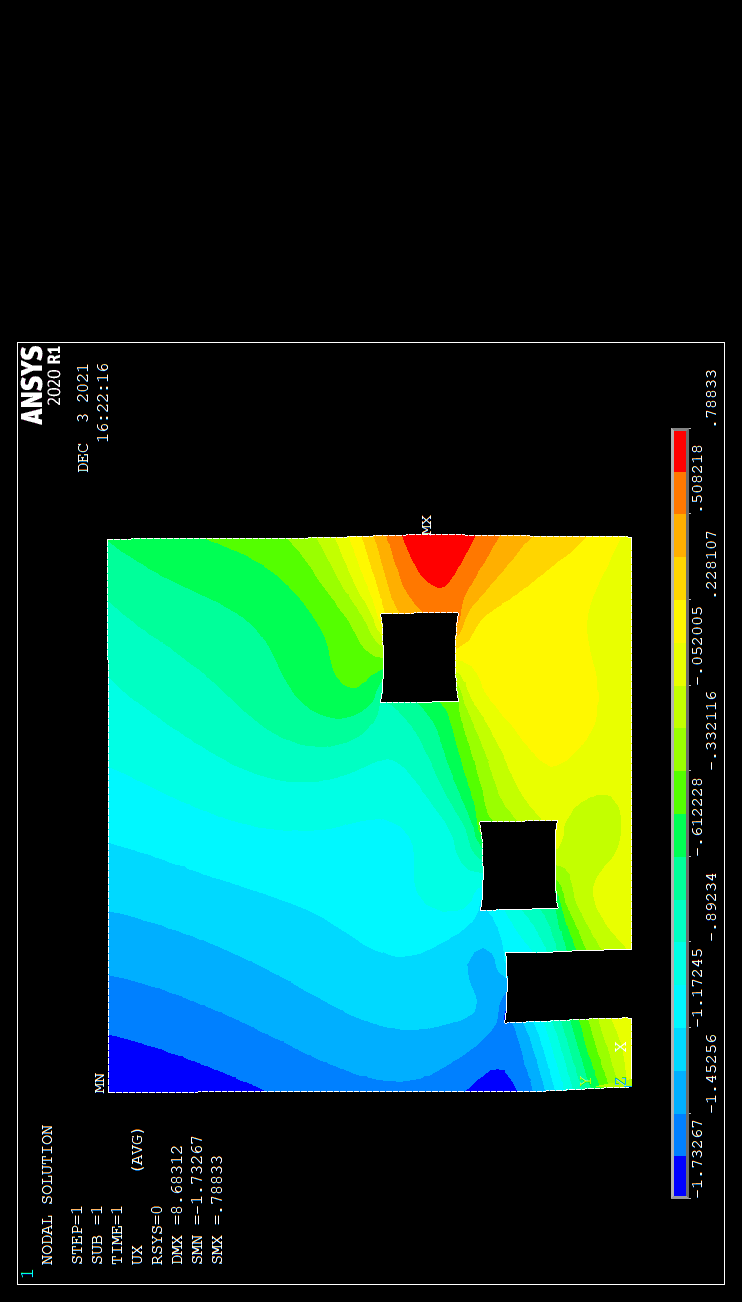 1
NODAL SOLUTION
STEP=1
SUB =1
TIME=1
UX       (AVG)
RSYS=0
DMX =8.68312
SMN =-1.73267
SMX =.78833
ANSYS
2020 R1
DEC  3 2021
16:22:16
MN
MX
Y
Z X
-1.73267
-1.45256
-1.17245
-.89234
-.612228
-.332116
-.052005
.228107
.508218
.78833